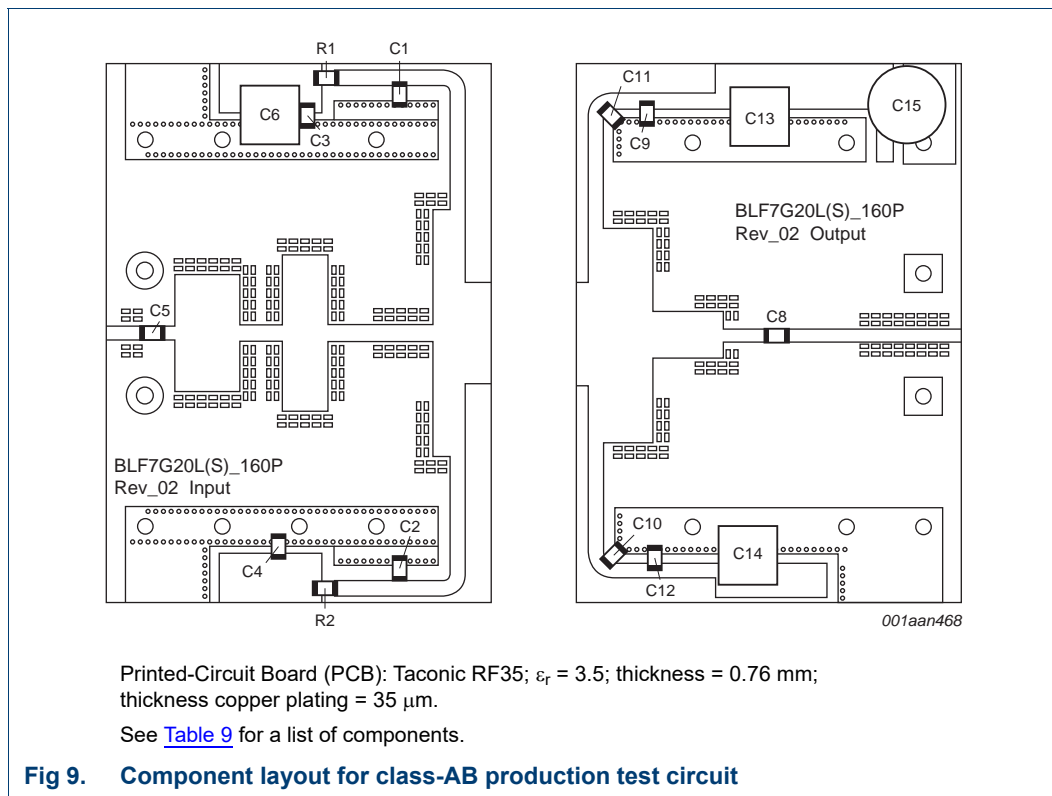 R1 C1
C6
C3
C5
BLF7G20L(S)_160P
Rev_02 Input
C4
C2
R2
C11
C9
C13
C15
BLF7G20L(S)_160P
Rev_02 Output
C8
C10
C12
C14
001aan468
Printed-Circuit Board (PCB): Taconic RF35; εr = 3.5; thickness = 0.76 mm;
thickness copper plating = 35 μm.
See Table 9 for a list of components.
Fig 9. Component layout for class-AB production test circuit